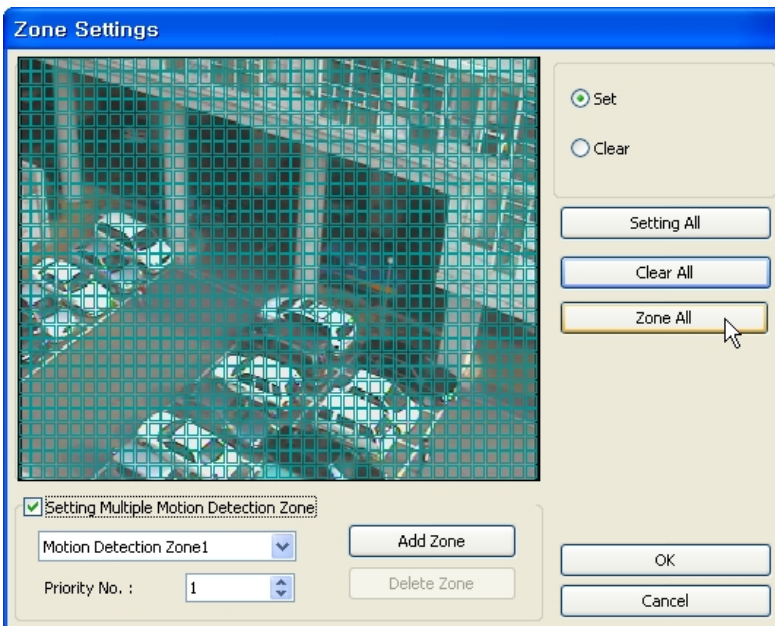 Zone Settings
Set
Clear
Setting All
Clear All
Zone All
Setting Multiple Motion Detection Zone
Motion Detection Zone1
Add Zone
Priority No. :
1
Delete Zone
OK
Cancel